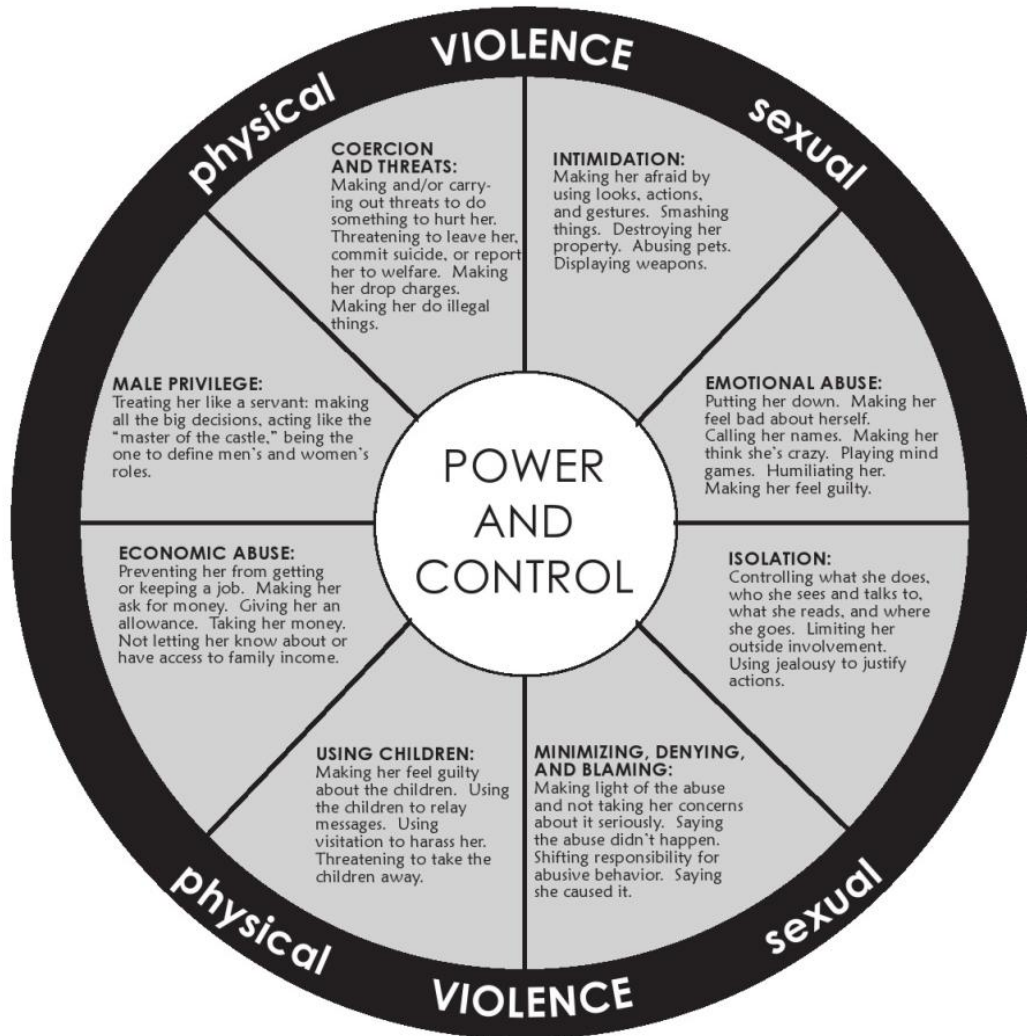 physical VIOLENCE sexual
COERCION
AND THREATS:
Making and/or carry-
ing out threats to do
something to hurt her.
Threatening to leave her,
commit suicide, or report
her to welfare.  Making
her drop charges.
Making her do illegal
things.
INTIMIDATION:
Making her afraid by
using looks, actions,
and gestures.  Smashing
things.  Destroying her
property.  Abusing pets.
Displaying weapons.
MALE PRIVILEGE:
Treating her like a servant: making
all the big decisions, acting like the
“master of the castle,” being the
one to define men’s and women’s
roles.
EMOTIONAL ABUSE:
Putting her down.  Making her
feel bad about herself.
Calling her names.  Making her
think she’s crazy.  Playing mind
games.  Humiliating her.
Making her feel guilty.
POWER
AND
CONTROL
ECONOMIC ABUSE:
Preventing her from getting
or keeping a job.  Making her
ask for money.  Giving her an
allowance.  Taking her money.
Not letting her know about or
have access to family income.
ISOLATION:
Controlling what she does,
who she sees and talks to,
what she reads, and where
she goes.  Limiting her
outside involvement.
Using jealousy to justify
actions.
USING CHILDREN:
Making her feel guilty
about the children.  Using
the children to relay
messages.  Using
visitation to harass her.
Threatening to take the
children away.
MINIMIZING, DENYING,
AND BLAMING:
Making light of the abuse
and not taking her concerns
about it seriously.  Saying
the abuse didn’t happen.
Shifting responsibility for
abusive behavior.  Saying
she caused it.
physical VIOLENCE sexual